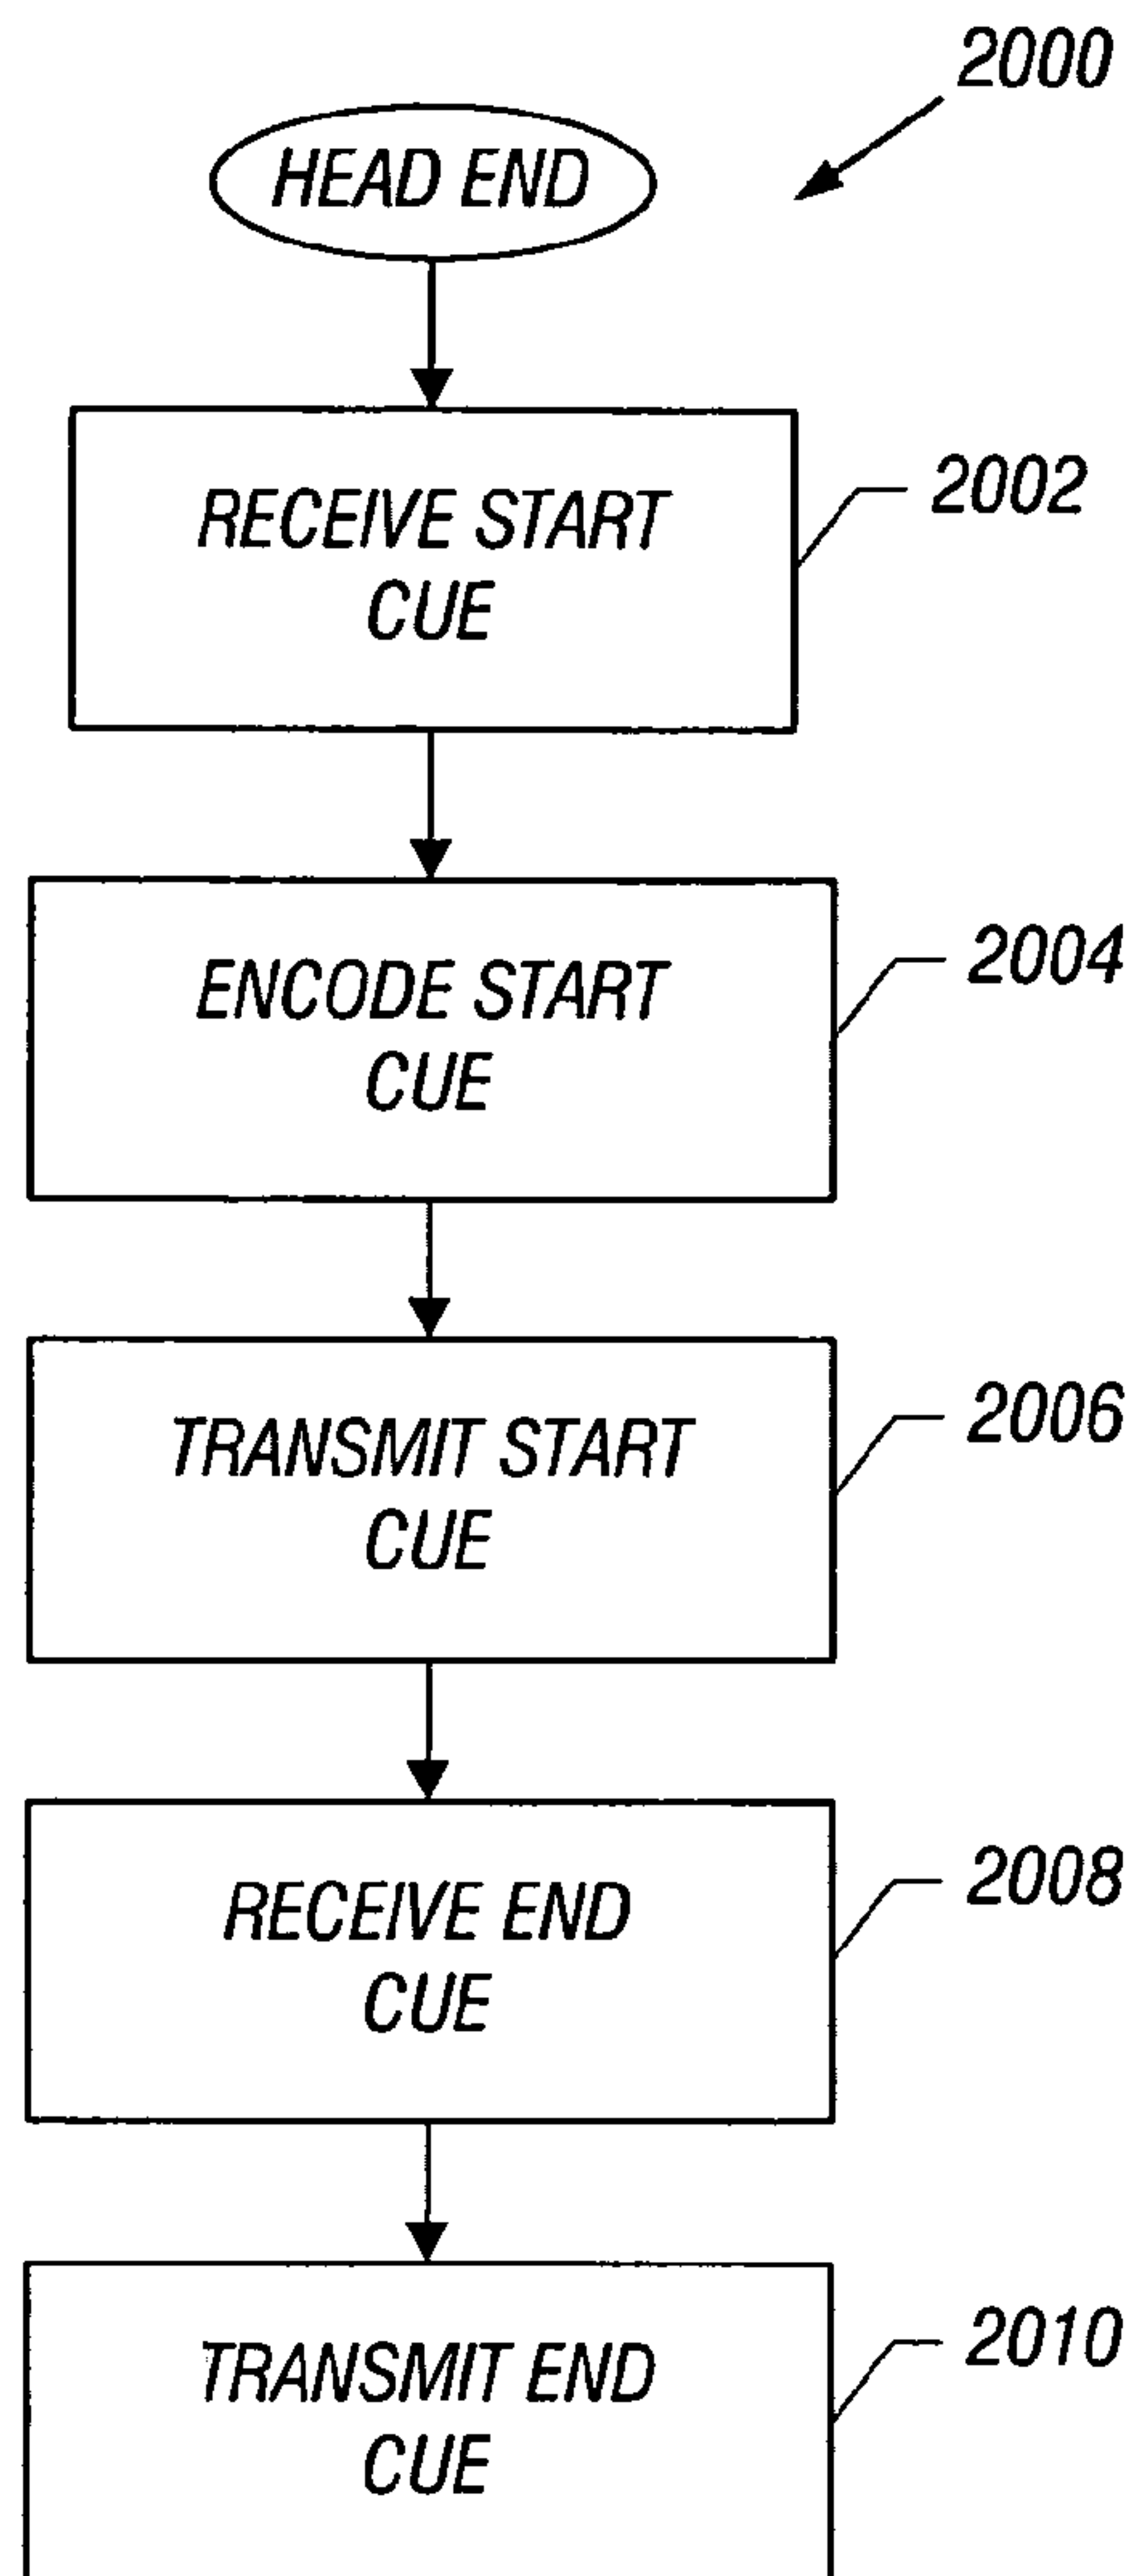 2000
HEAD END
RECEIVE START
CUE
2002
ENCODE START
CUE
2004
TRANSMIT START
CUE
2006
RECEIVE END
CUE
2008
TRANSMIT END
CUE
2010